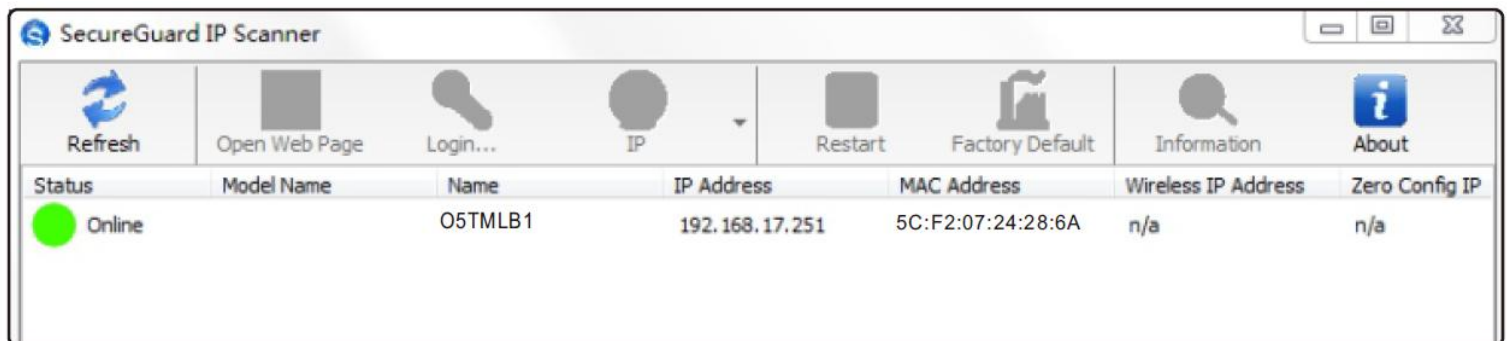 SecureGuard IP Scanner
Refresh Open Web Page Login... IP Restart Factory Default Information About
Status Model Name Name IP Address MAC Address Wireless IP Address Zero Config IP
Online O5TMLB1 192.168.17.251 5C:F2:07:24:28:6A n/a n/a